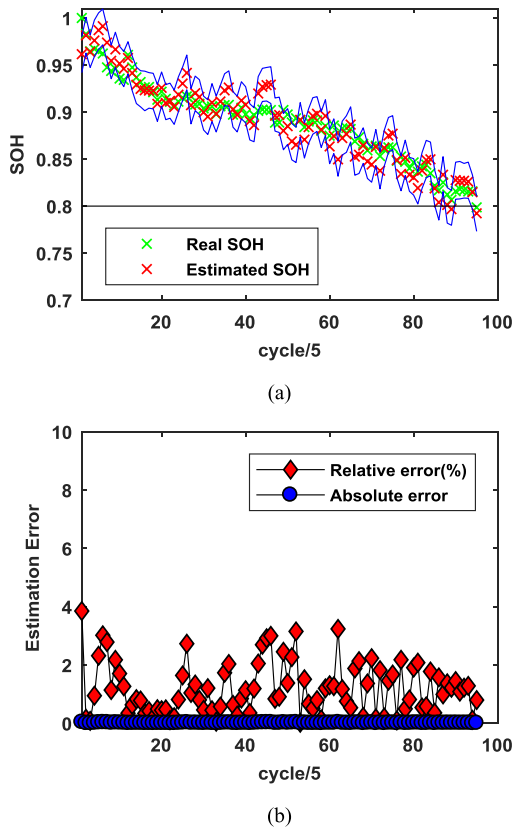 1
0.95
0.9
0.85
0.8
0.75
0.7
SOH
Real SOH
Estimated SOH
20 40 60 80 100
cycle/5
(a)
10
8
6
4
2
0
Estimation Error
Relative error(%)
Absolute error
20 40 60 80 100
cycle/5
(b)